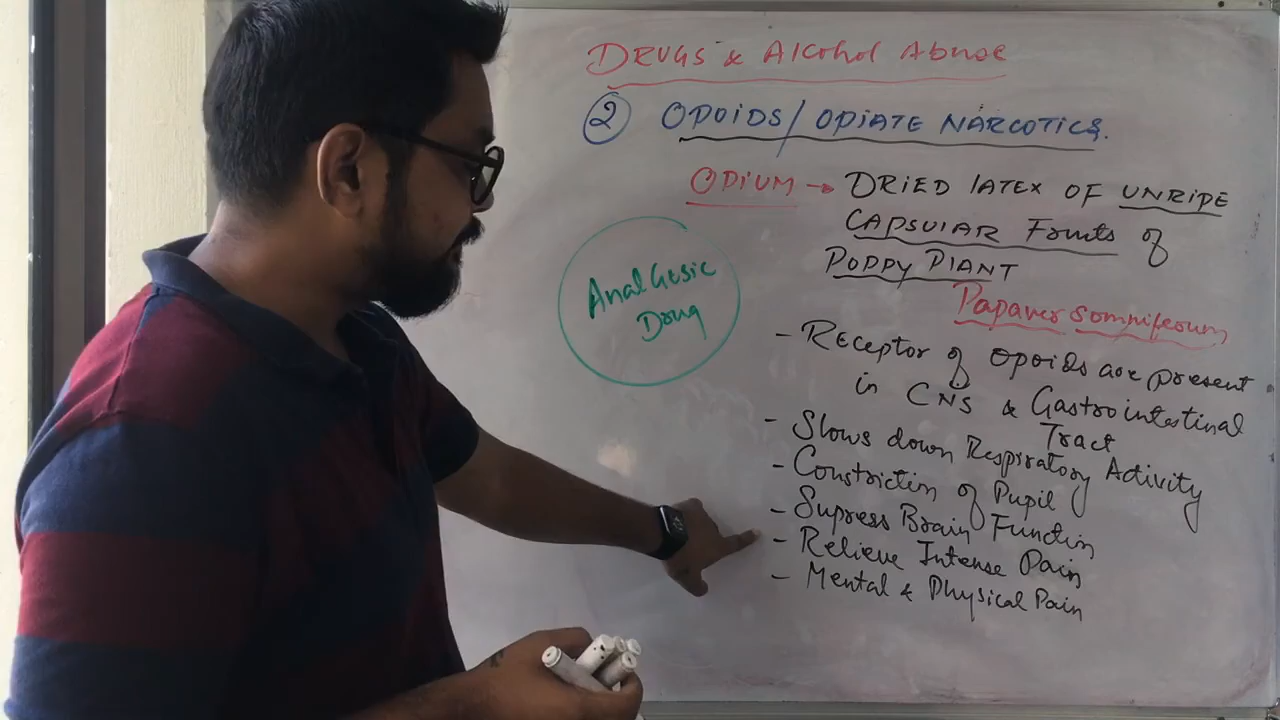 DRUGS & Alcohol Abuse
② OPOIDS/OPIATE NARCOTICS.
OPIUM → DRIED LATEX OF UNRIPE
CAPSULAR Fruits of
POPPY PLANT
Papaver somniferum
Analgesic
Drug
- Receptor of opoids are present
in CNS & Gastrointestinal
Tract
- Slows down Respiratory Activity
- Constriction of Pupil
- Supress Brain Function
- Relieve Intense Pain
- Mental & Physical Pain